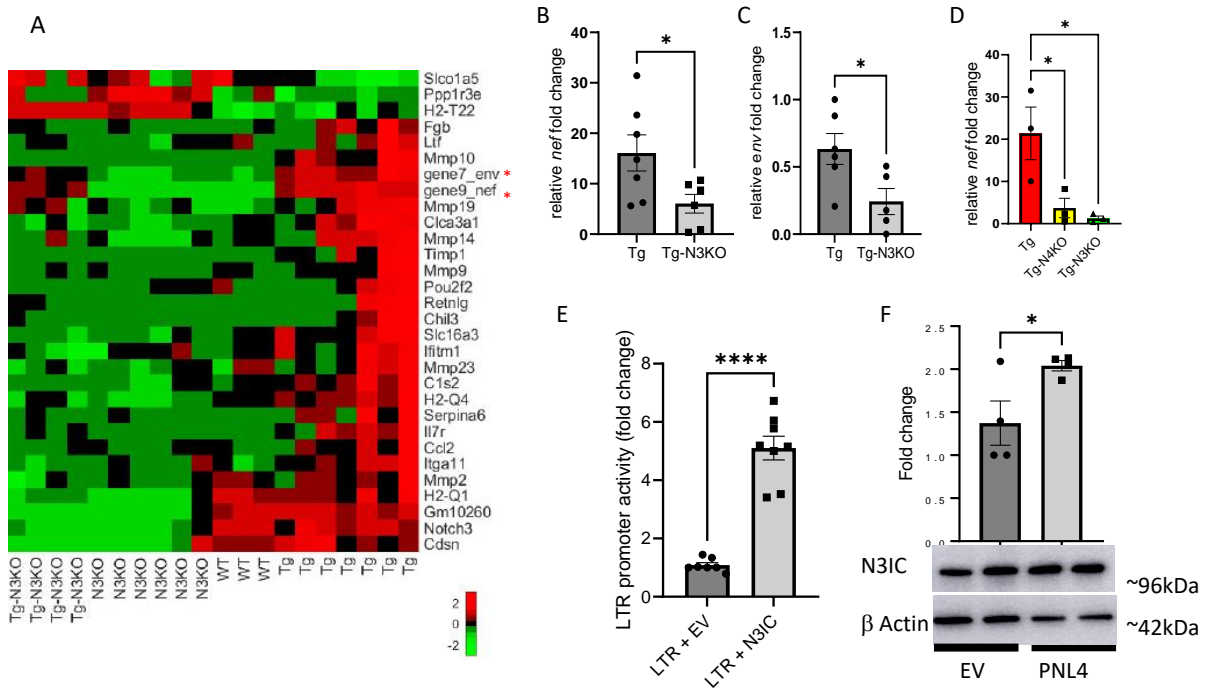 A
Slco1a5
Ppp1r3e
H2-T22
Fgb
Ltf
Mmp10
gene7_env *
gene9_nef *
Mmp19
Clca3a1
Mmp14
Timp1
Mmp9
Pou2f2
Retnlg
Chil3
Slc16a3
Ifitm1
Mmp23
C1s2
H2-Q4
Serpina6
Il7r
Ccl2
Itga11
Mmp2
H2-Q1
Gm10260
Notch3
Cdsn
Tg-N3KO
Tg-N3KO
Tg-N3KO
Tg-N3KO
N3KO
N3KO
N3KO
N3KO
N3KO
N3KO
WT
WT
WT
Tg
Tg
Tg
Tg
Tg
Tg
2
0
-2
B
relative nef fold change
40
30
20
10
0
*
Tg
Tg-N3KO
C
relative env fold change
1.5
1.0
0.5
0.0
*
Tg
Tg-N3KO
D
relative nef fold change
60
40
20
0
*
*
Tg
Tg-N4KO
Tg-N3KO
E
LTR promoter activity (fold change)
8
6
4
2
0
****
LTR + EV
LTR + N3IC
F
Fold change
2.5
2.0
1.5
1.0
0.5
0.0
*
N3IC
~96kDa
β Actin
~42kDa
EV
PNL4